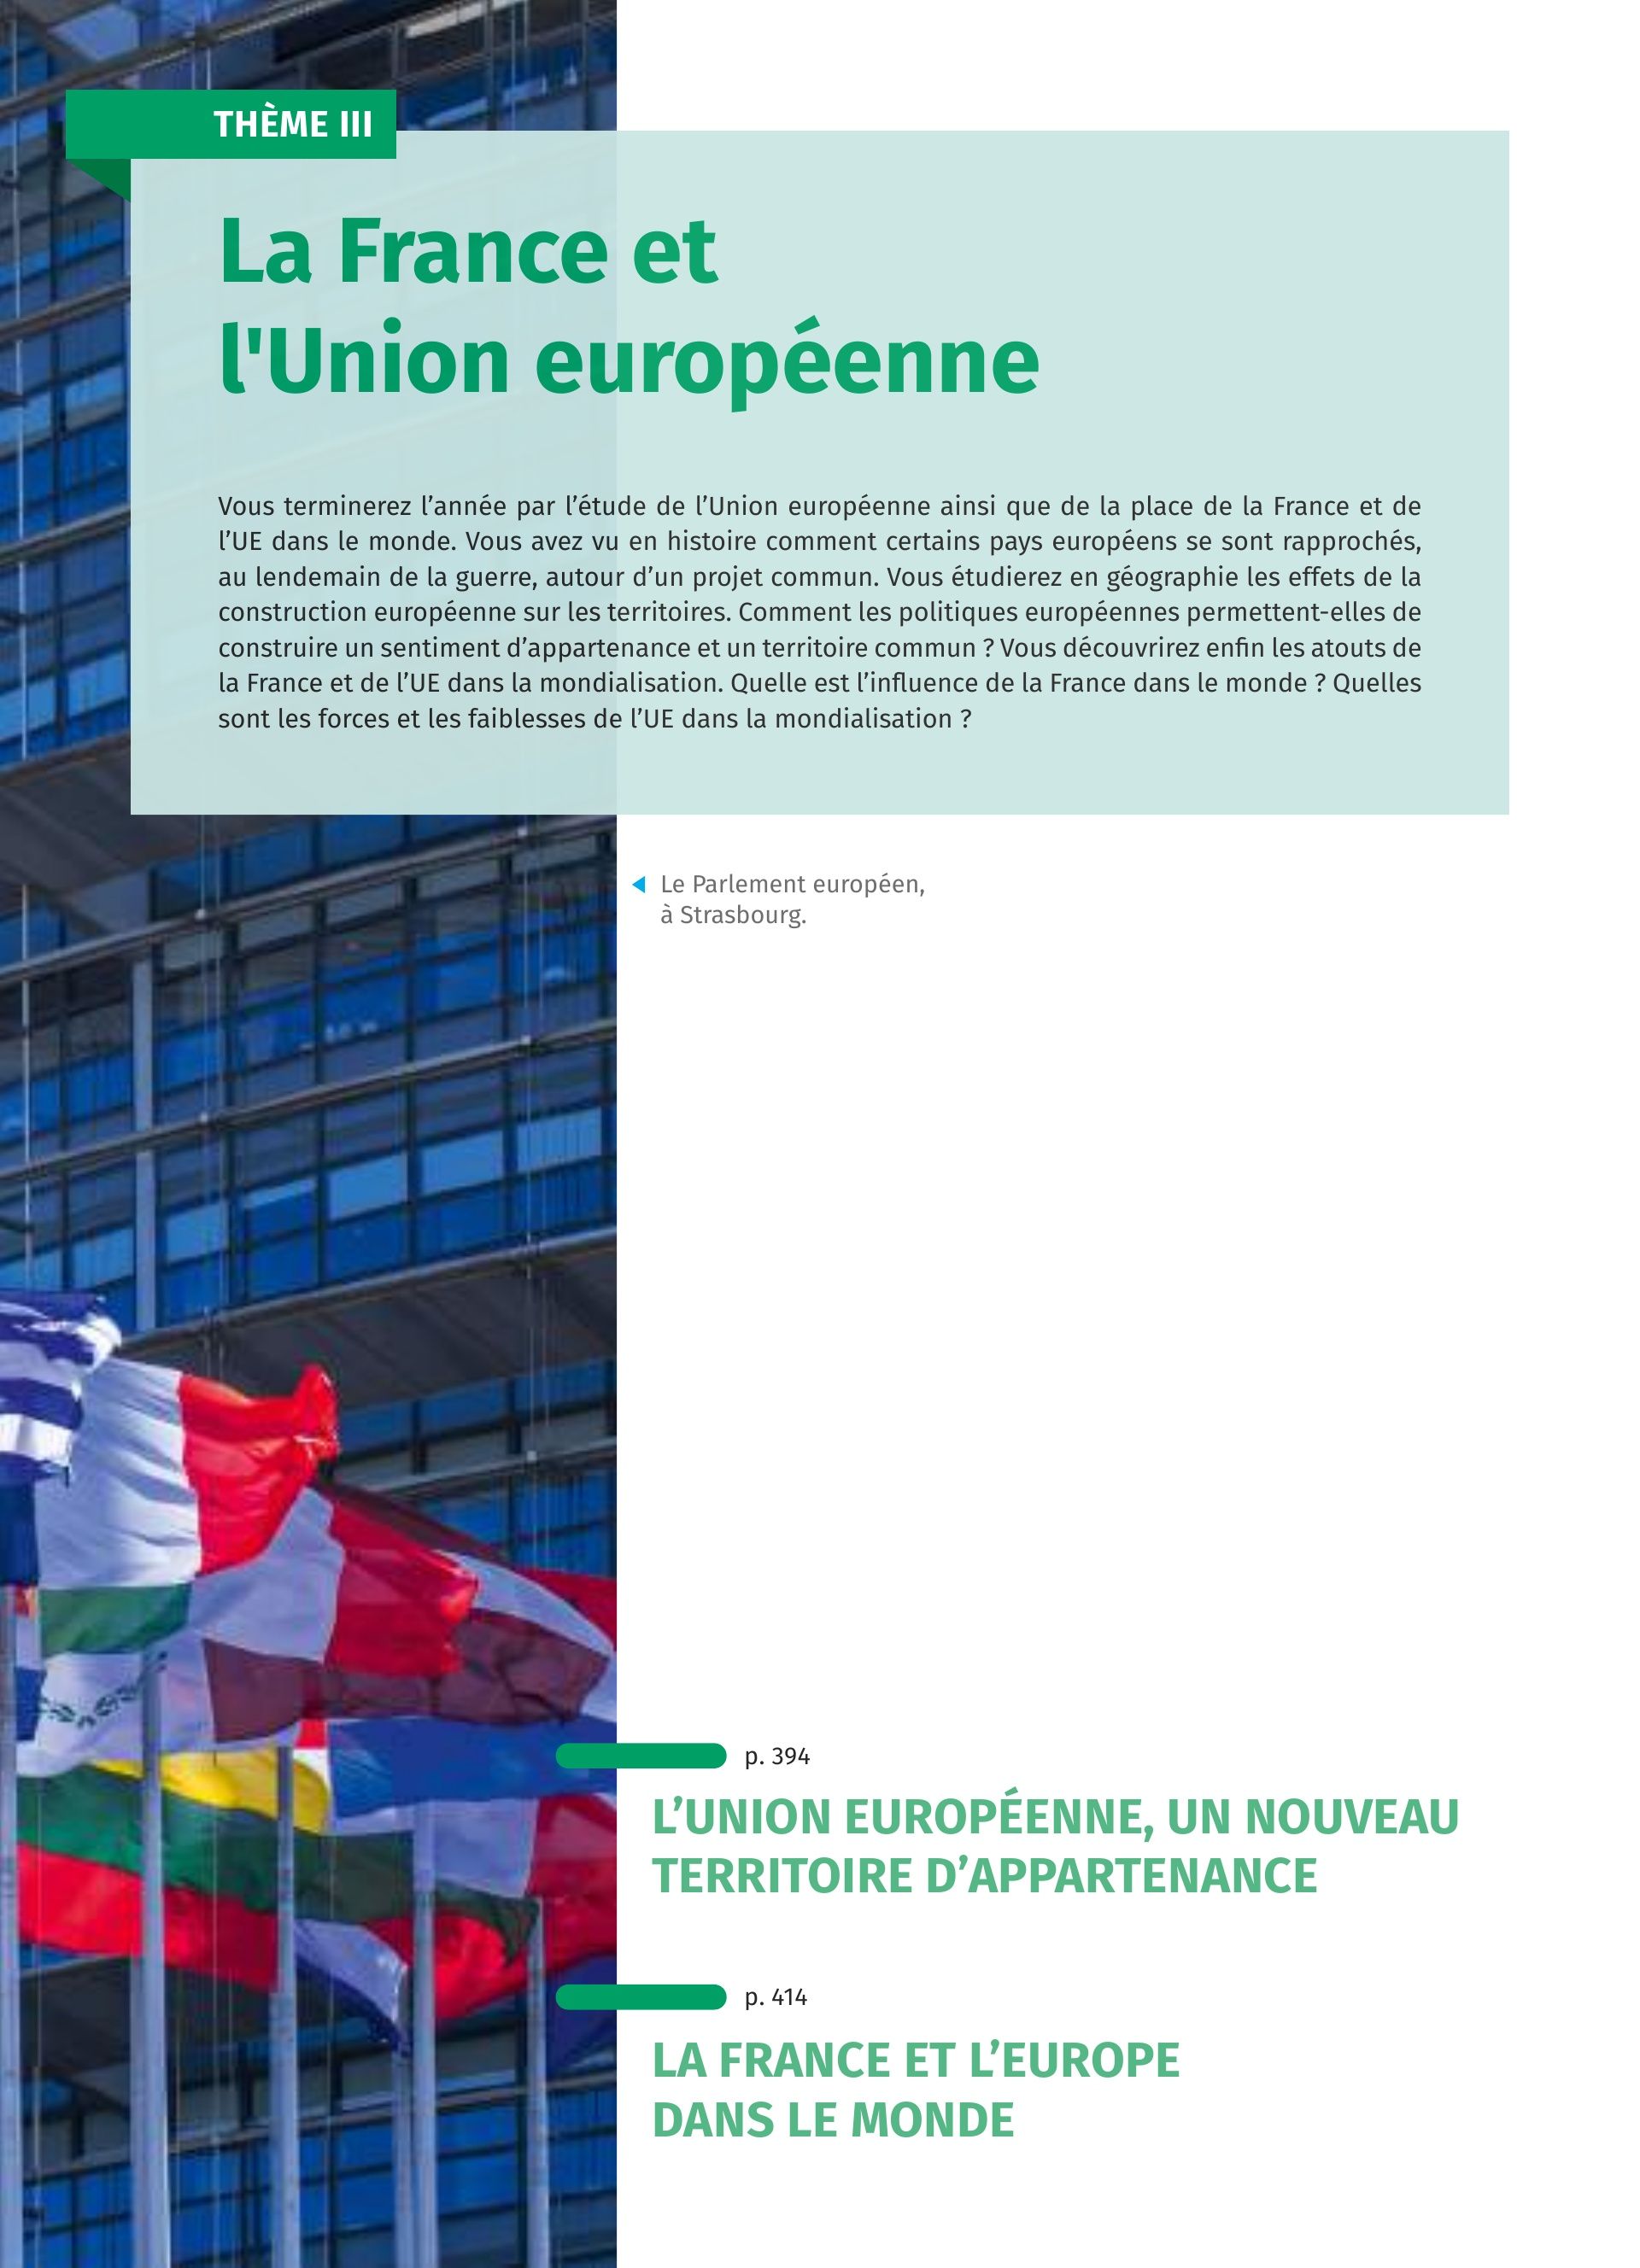 THÈME III
La France et
l'Union européenne
Vous terminerez l’année par l’étude de l’Union européenne ainsi que de la place de la France et de
l’UE dans le monde. Vous avez vu en histoire comment certains pays européens se sont rapprochés,
au lendemain de la guerre, autour d’un projet commun. Vous étudierez en géographie les effets de la
construction européenne sur les territoires. Comment les politiques européennes permettent-elles de
construire un sentiment d’appartenance et un territoire commun ? Vous découvrirez enfin les atouts de
la France et de l’UE dans la mondialisation. Quelle est l’influence de la France dans le monde ? Quelles
sont les forces et les faiblesses de l’UE dans la mondialisation ?
Le Parlement européen,
à Strasbourg.
p. 394
L’UNION EUROPÉENNE, UN NOUVEAU
TERRITOIRE D’APPARTENANCE
p. 414
LA FRANCE ET L’EUROPE
DANS LE MONDE